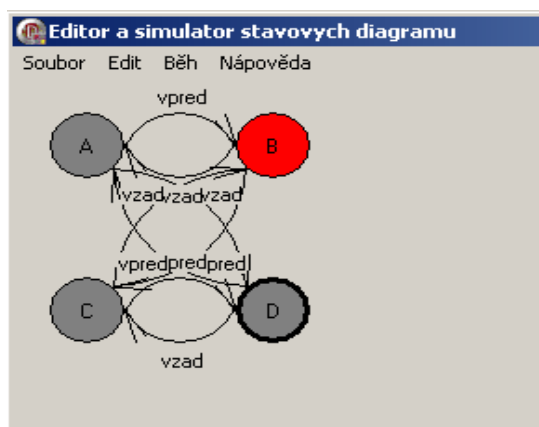 Editor a simulator stavovych diagramu
Soubor Edit Běh Nápověda
vpred
A B
vzad vzad vzad
vpred pred pred
C D
vzad